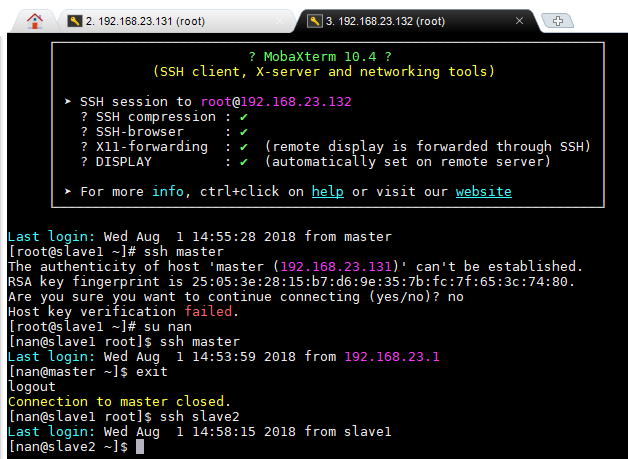 2. 192.168.23.131 (root)
3. 192.168.23.132 (root)
? MobaXterm 10.4 ?
(SSH client, X-server and networking tools)
➤ SSH session to root@192.168.23.132
? SSH compression : ✔
? SSH-browser : ✔
? X11-forwarding : ✔ (remote display is forwarded through SSH)
? DISPLAY : ✔ (automatically set on remote server)
➤ For more info, ctrl+click on help or visit our website
Last login: Wed Aug  1 14:55:28 2018 from master
[root@slave1 ~]# ssh master
The authenticity of host 'master (192.168.23.131)' can't be established.
RSA key fingerprint is 25:05:3e:28:15:b7:d6:9e:35:7b:fc:7f:65:3c:74:80.
Are you sure you want to continue connecting (yes/no)? no
Host key verification failed.
[root@slave1 ~]# su nan
[nan@slave1 root]$ ssh master
Last login: Wed Aug  1 14:53:59 2018 from 192.168.23.1
[nan@master ~]$ exit
logout
Connection to master closed.
[nan@slave1 root]$ ssh slave2
Last login: Wed Aug  1 14:58:15 2018 from slave1
[nan@slave2 ~]$